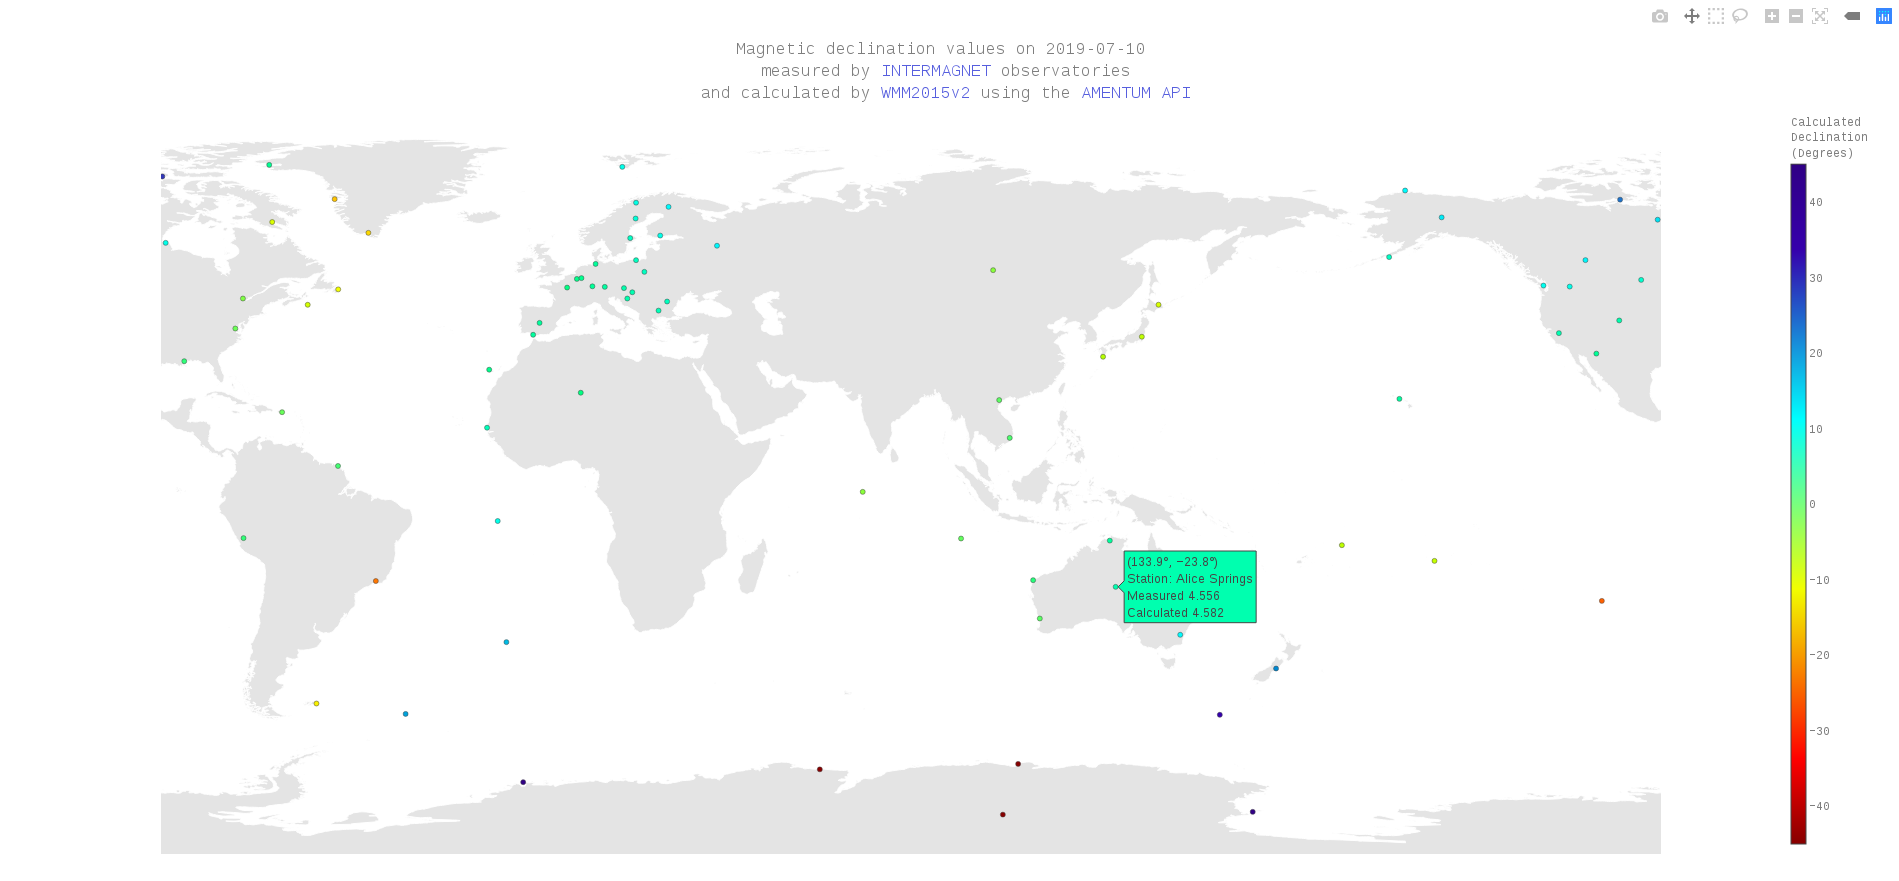 Magnetic declination values on 2019-07-10
measured by INTERMAGNET observatories
and calculated by WMM2015v2 using the AMENTUM API
Calculated
Declination
(Degrees)
40
30
20
10
0
−10
−20
−30
−40
(133.9°, −23.8°)
Station: Alice Springs
Measured 4.556
Calculated 4.582